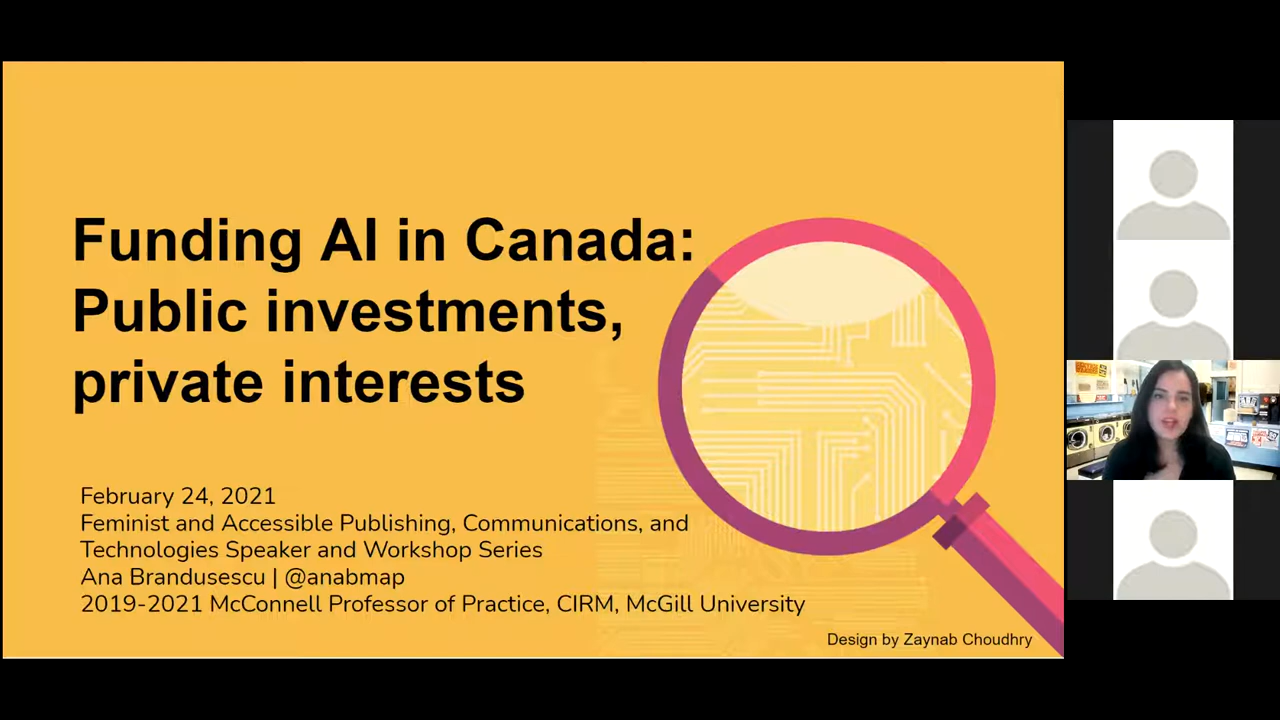 Funding AI in Canada:
Public investments,
private interests
February 24, 2021
Feminist and Accessible Publishing, Communications, and
Technologies Speaker and Workshop Series
Ana Brandusescu | @anabmap
2019-2021 McConnell Professor of Practice, CIRM, McGill University
Design by Zaynab Choudhry